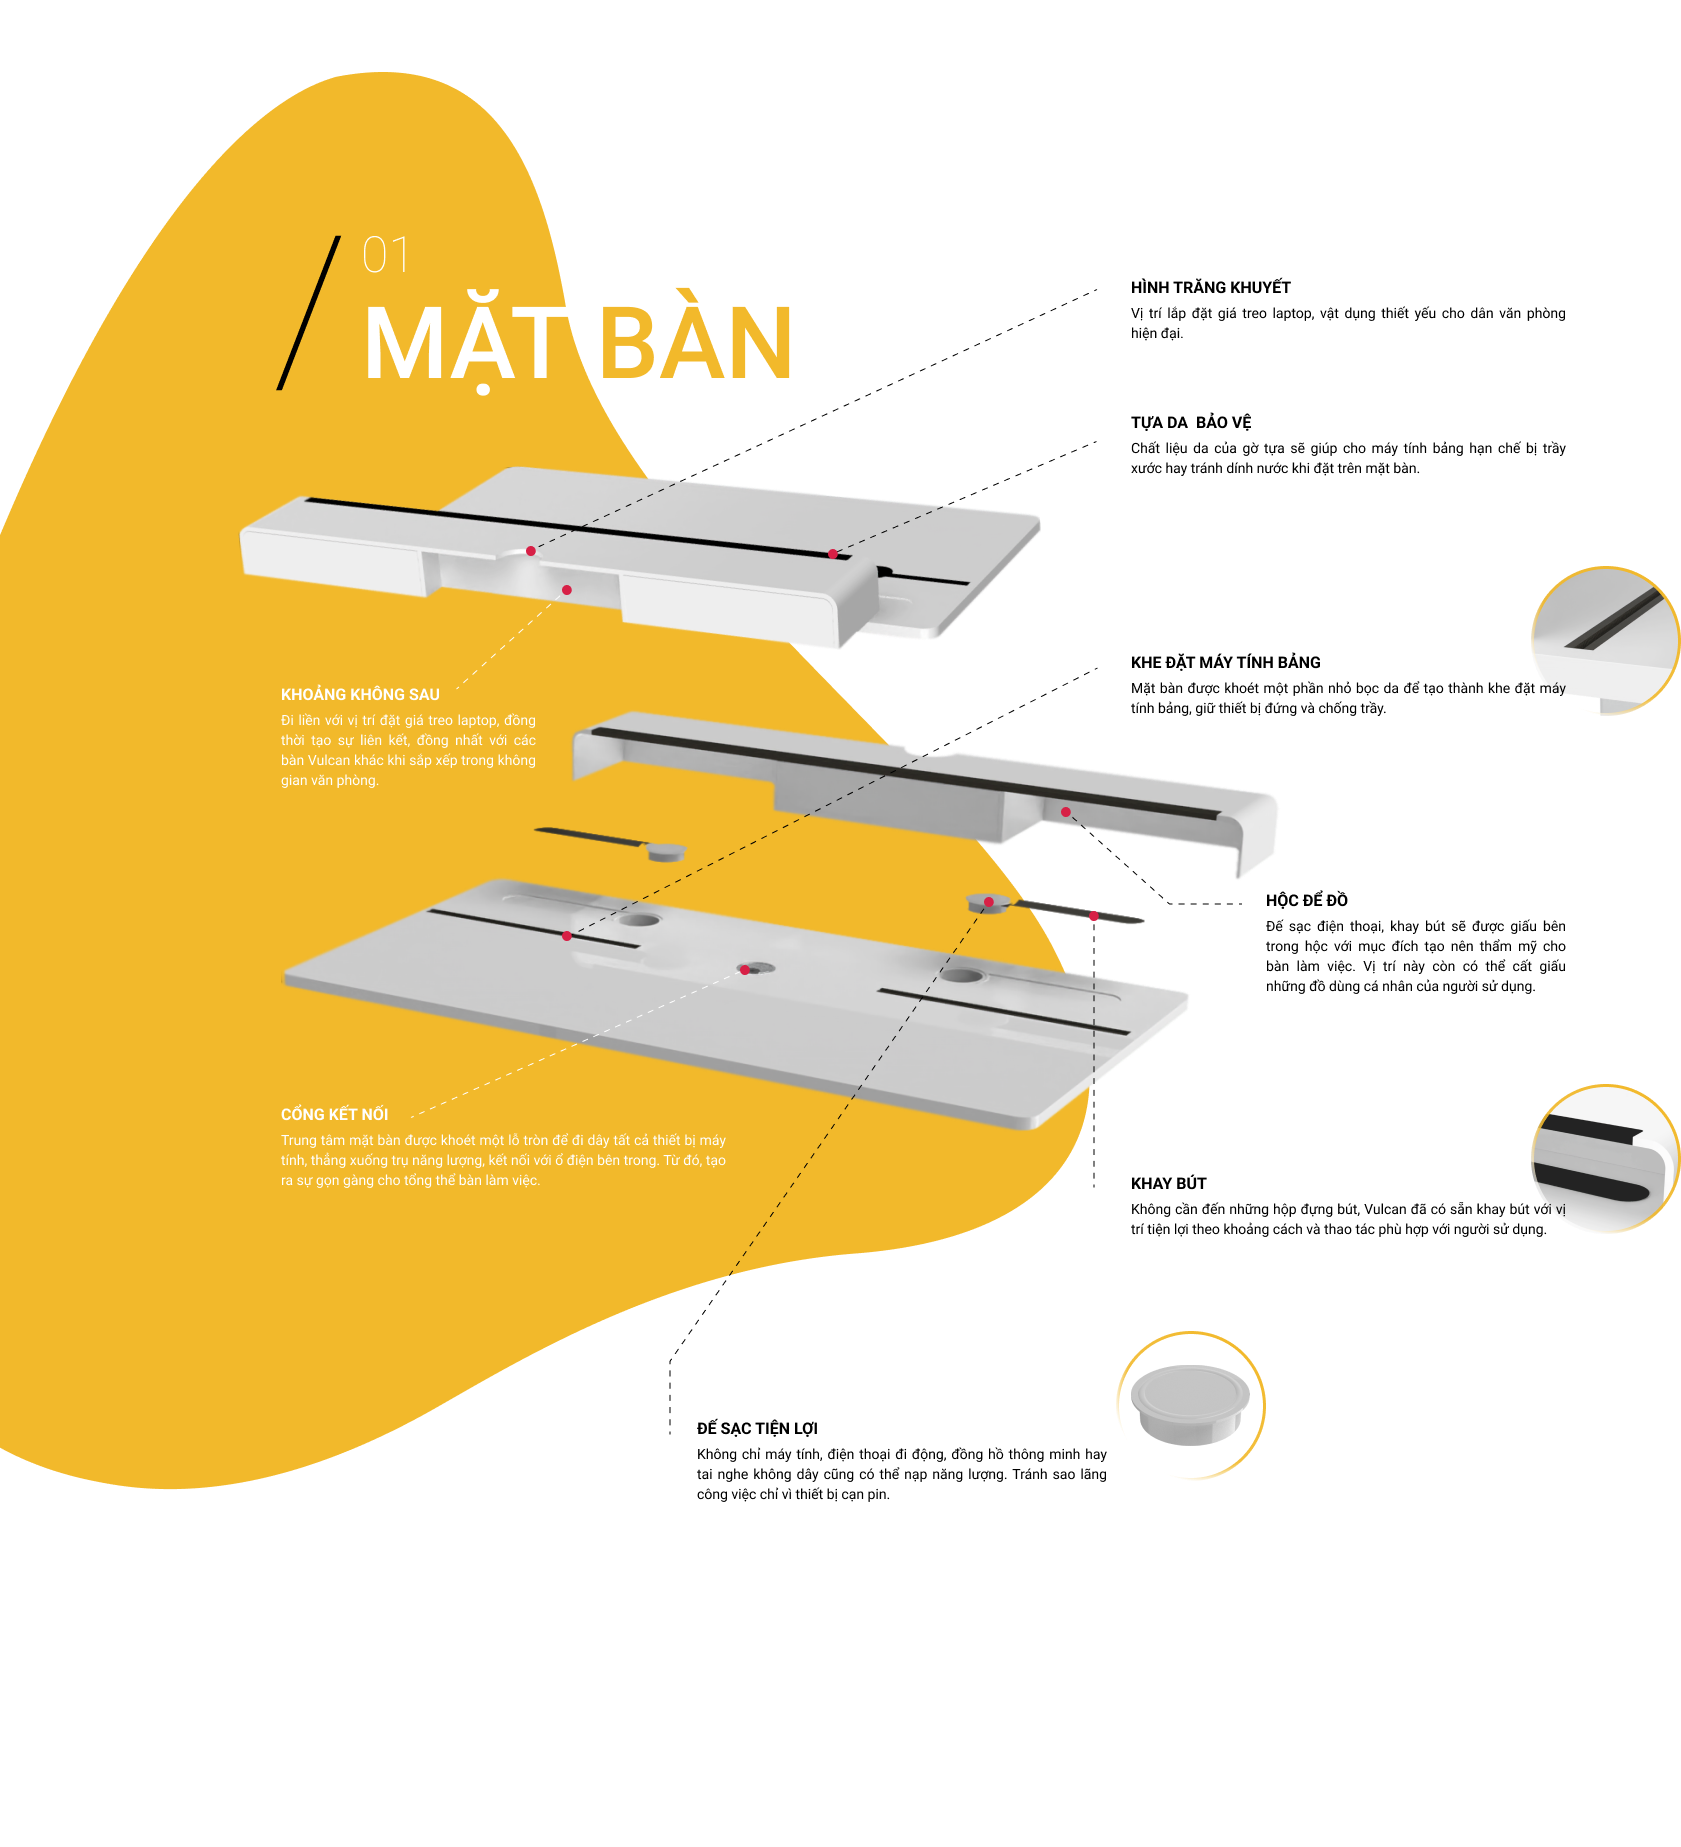 01
MẶT BÀN
HÌNH TRĂNG KHUYẾT
Vị trí lắp đặt giá treo laptop, vật dụng thiết yếu cho dân văn phòng
hiện đại.
TỰA DA  BẢO VỆ
Chất liệu da của gờ tựa sẽ giúp cho máy tính bảng hạn chế bị trầy
xước hay tránh dính nước khi đặt trên mặt bàn.
KHE ĐẶT MÁY TÍNH BẢNG
Mặt bàn được khoét một phần nhỏ bọc da để tạo thành khe đặt máy
tính bảng, giữ thiết bị đứng và chống trầy.
KHOẢNG KHÔNG SAU
Đi liền với vị trí đặt giá treo laptop, đồng
thời tạo sự liên kết, đồng nhất với các
bàn Vulcan khác khi sắp xếp trong không
gian văn phòng.
HỘC ĐỂ ĐỒ
Đế sạc điện thoại, khay bút sẽ được giấu bên
trong hộc với mục đích tạo nên thẩm mỹ cho
bàn làm việc. Vị trí này còn có thể cất giấu
những đồ dùng cá nhân của người sử dụng.
CỔNG KẾT NỐI
Trung tâm mặt bàn được khoét một lỗ tròn để đi dây tất cả thiết bị máy
tính, thẳng xuống trụ năng lượng, kết nối với ổ điện bên trong. Từ đó, tạo
ra sự gọn gàng cho tổng thể bàn làm việc.
KHAY BÚT
Không cần đến những hộp đựng bút, Vulcan đã có sẵn khay bút với vị
trí tiện lợi theo khoảng cách và thao tác phù hợp với người sử dụng.
ĐẾ SẠC TIỆN LỢI
Không chỉ máy tính, điện thoại đi động, đồng hồ thông minh hay
tai nghe không dây cũng có thể nạp năng lượng. Tránh sao lãng
công việc chỉ vì thiết bị cạn pin.